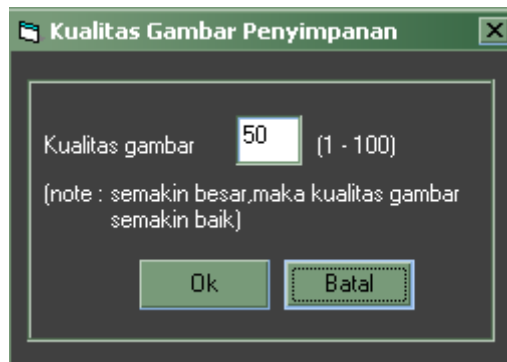 Kualitas Gambar Penyimpanan
Kualitas gambar 50 (1 - 100)
(note : semakin besar,maka kualitas gambar
semakin baik)
Ok Batal